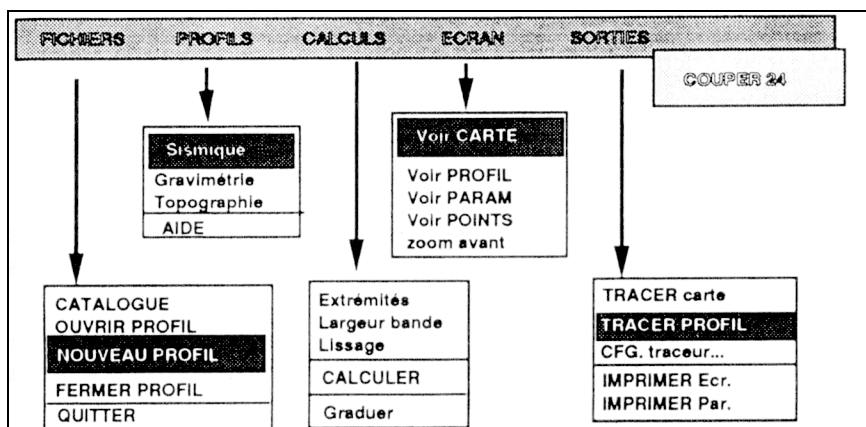 FICHIERS PROFILS CALCULS ECRAN SORTIES
COUPER 24
Sismique
Gravimétrie
Topographie
AIDE
Voir CARTE
Voir PROFIL
Voir PARAM
Voir POINTS
zoom avant
CATALOGUE
OUVRIR PROFIL
NOUVEAU PROFIL
FERMER PROFIL
QUITTER
Extrémités
Largeur bande
Lissage
CALCULER
Graduer
TRACER carte
TRACER PROFIL
CFG. traceur...
IMPRIMER Ecr.
IMPRIMER Par.